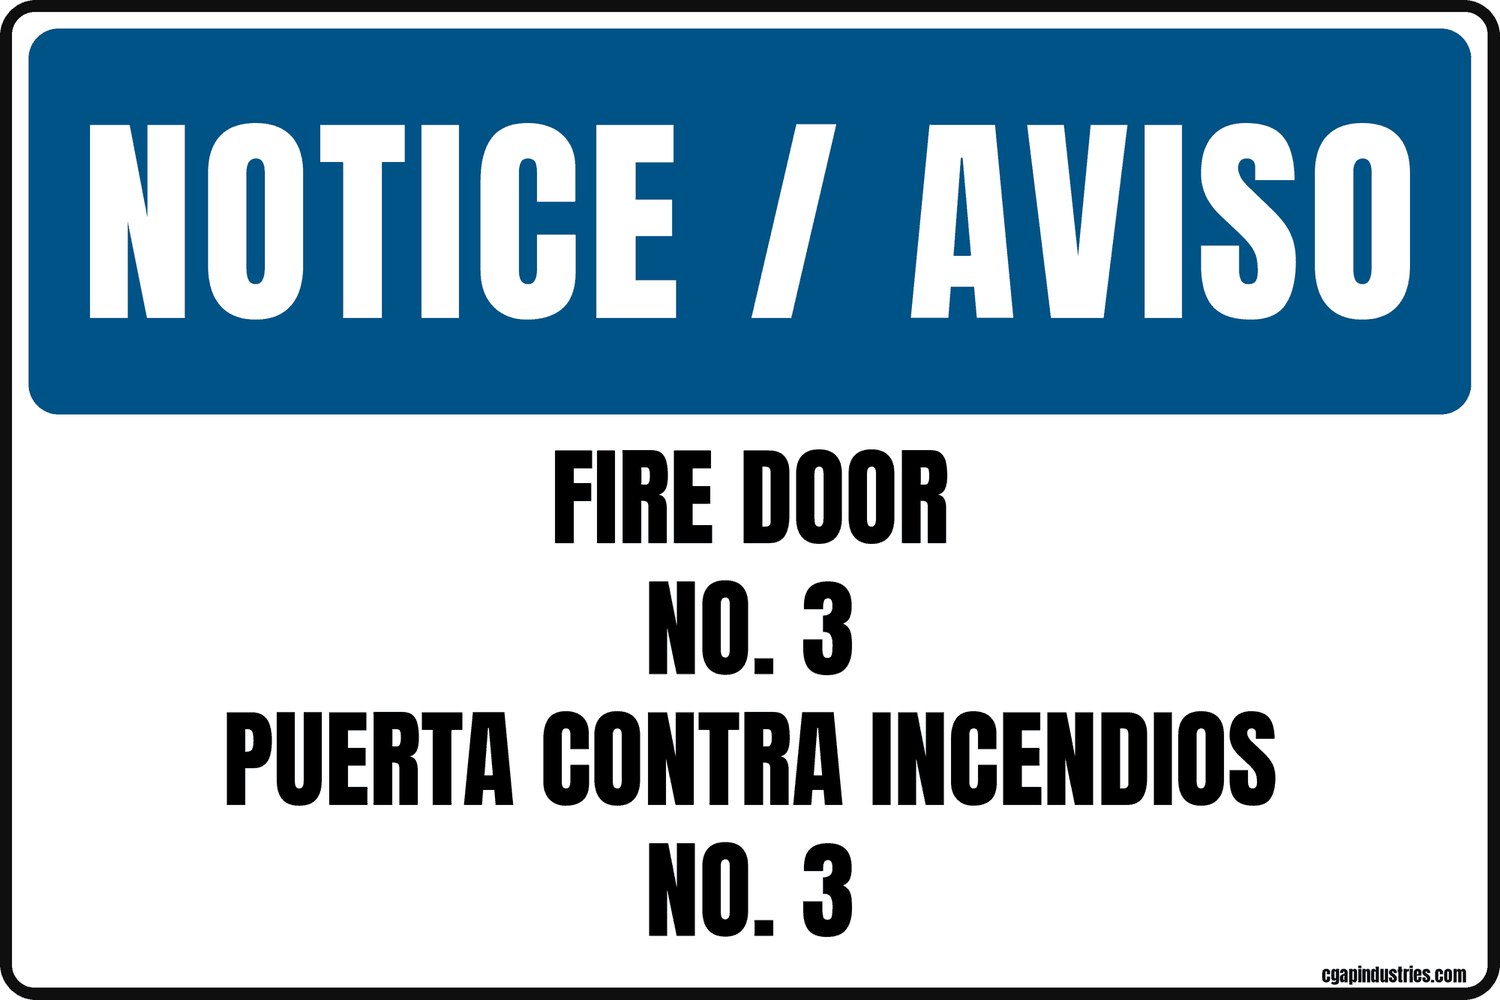 NOTICE / AVISO
FIRE DOOR
NO. 3
PUERTA CONTRA INCENDIOS
NO. 3
cgapindustries.com